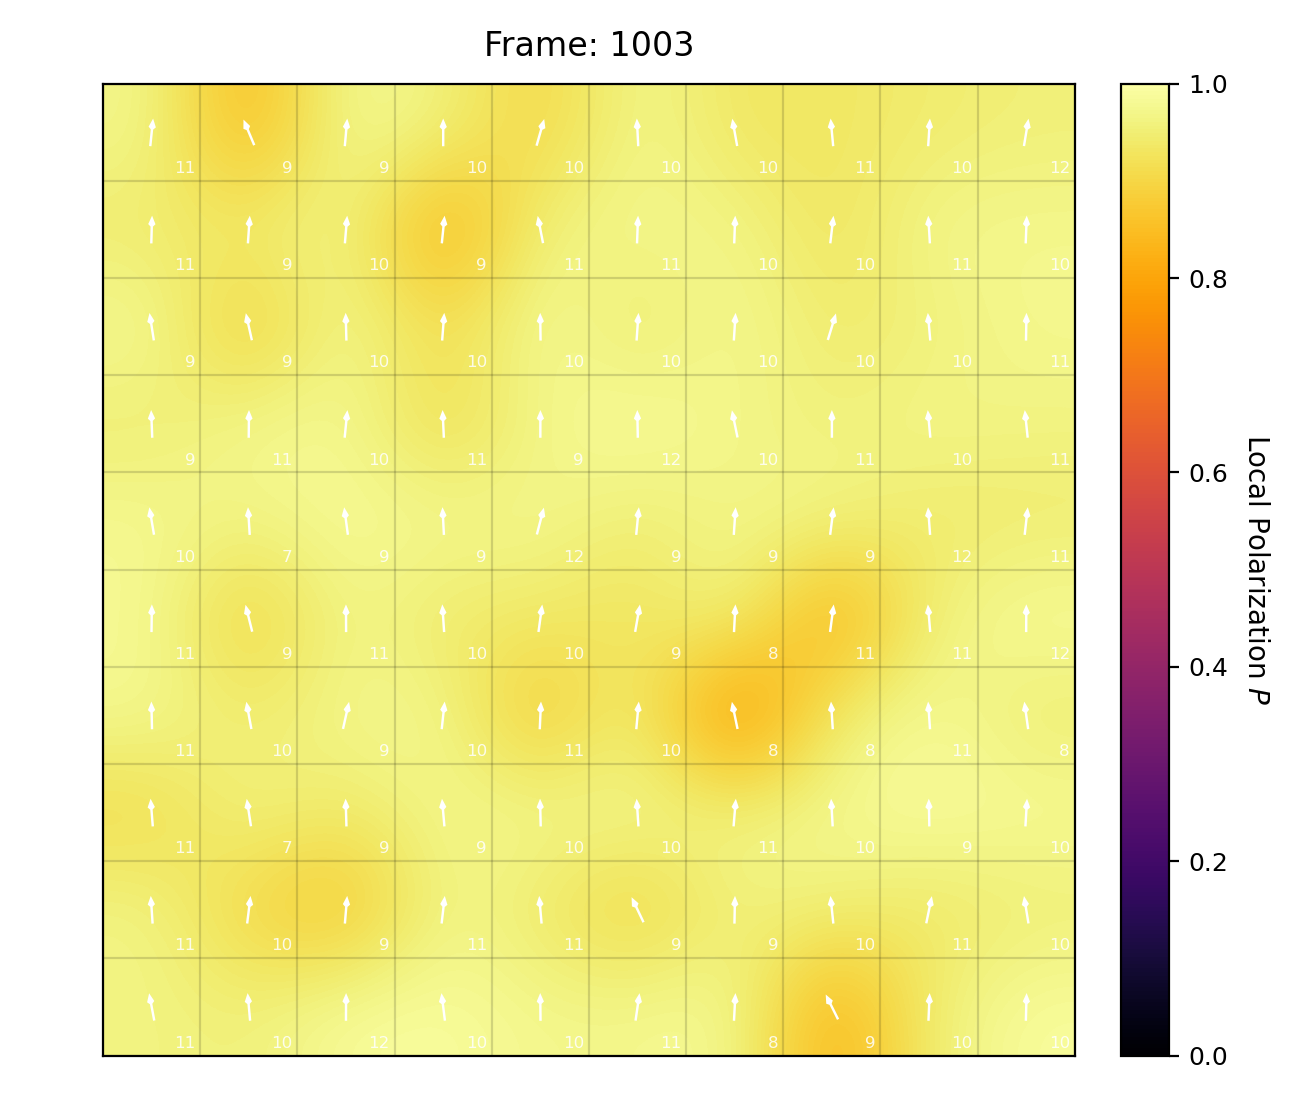 Frame: 1003
11 9 9 10 10 10 10 11 10 12
11 9 10 9 11 11 10 10 11 10
9 9 10 10 10 10 10 10 10 11
9 11 10 11 9 12 10 11 10 11
10 7 9 9 12 9 9 9 12 11
11 9 11 10 10 9 8 11 11 12
11 10 9 10 11 10 8 8 11 8
11 7 9 9 10 10 11 10 9 10
11 10 9 11 11 9 9 10 11 10
11 10 12 10 10 11 8 9 10 10
1.0
0.8
0.6
0.4
0.2
0.0
Local Polarization P